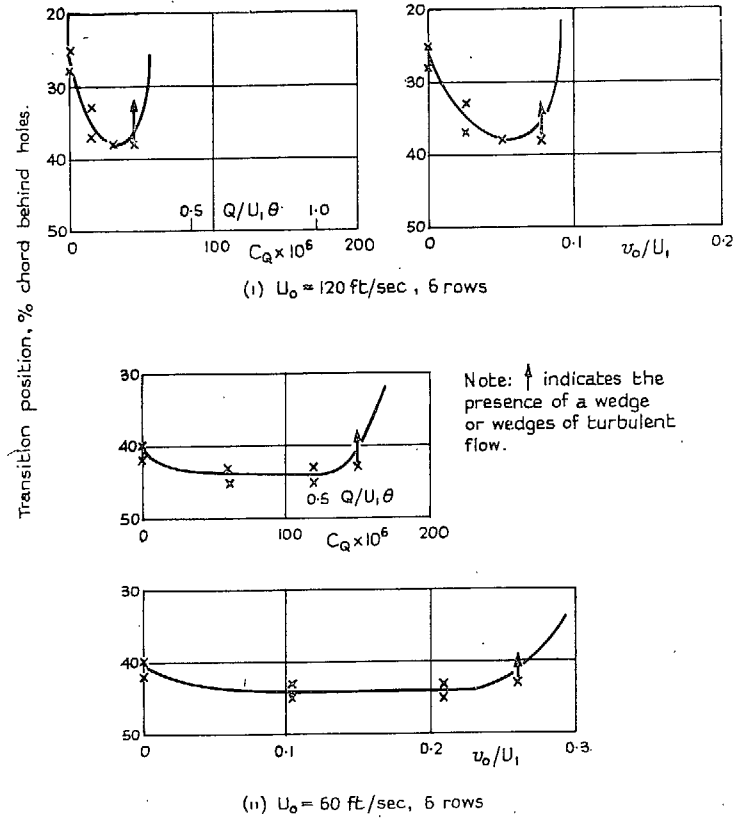 Transition position, % chord behind holes.
20
30
40
50
0.5 Q/U₁θ 1.0
0 100 200
C_Q × 10⁶
20
30
40
50
0 0.1 0.2
v₀/U₁
(i) U₀ ≈ 120 ft/sec, 6 rows
30
40
50
0.5 Q/U₁θ
0 100 200
C_Q × 10⁶
Note: ↑ indicates the
presence of a wedge
or wedges of turbulent
flow.
30
40
50
0 0.1 0.2 0.3
v₀/U₁
(ii) U₀ = 60 ft/sec, 6 rows